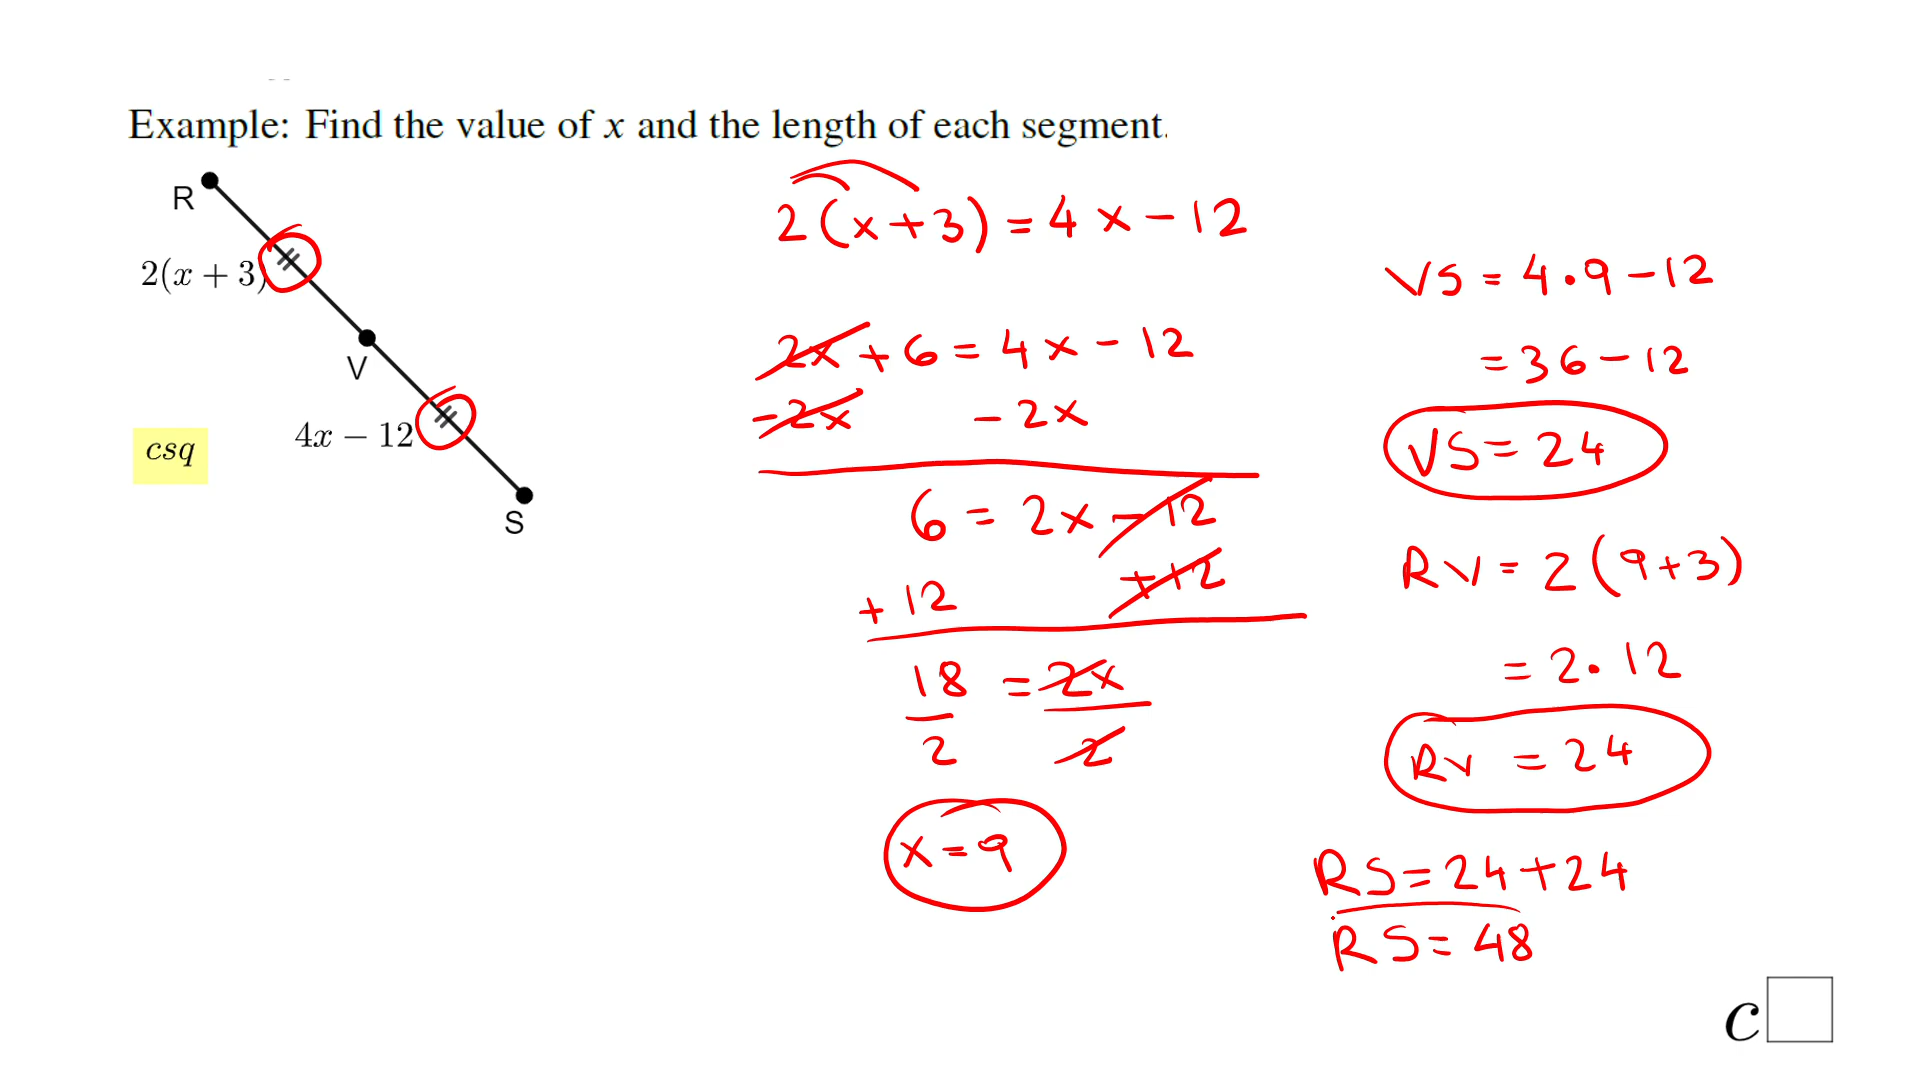 Example: Find the value of x and the length of each segment.
R
2(x + 3)
V
4x − 12
csq
S
2(x+3)=4x−12
2x+6=4x−12
−2x −2x
6=2x−12
+12 +12
18 = 2x
2 2
x=9
VS=4·9−12
=36−12
VS=24
RV=2(9+3)
=2·12
RV=24
RS=24+24
RS=48
c